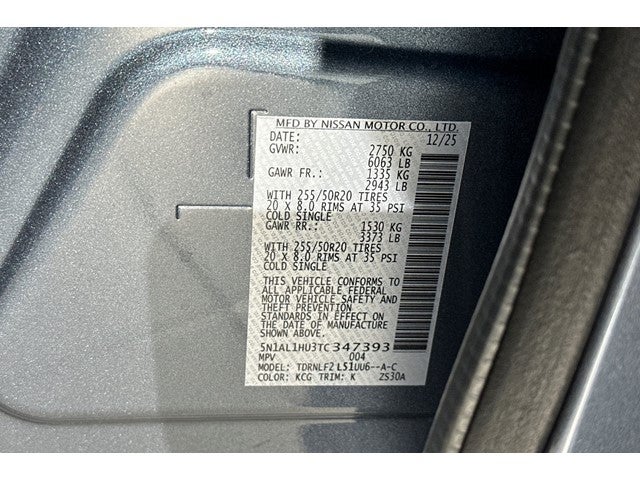 MFD BY NISSAN MOTOR CO., LTD.
DATE: 12/25
GVWR: 2750 KG
6063 LB
GAWR FR.: 1335 KG
2943 LB
WITH 255/50R20 TIRES
20 X 8.0 RIMS AT 35 PSI
COLD SINGLE
GAWR RR.: 1530 KG
3373 LB
WITH 255/50R20 TIRES
20 X 8.0 RIMS AT 35 PSI
COLD SINGLE
THIS VEHICLE CONFORMS TO
ALL APPLICABLE FEDERAL
MOTOR VEHICLE SAFETY AND
THEFT PREVENTION
STANDARDS IN EFFECT ON
THE DATE OF MANUFACTURE
SHOWN ABOVE.
5N1AL1HU3TC347393
MPV 004
MODEL: TDRNLF2 L51UU6--A-C
COLOR: KCG TRIM: K ZS30A